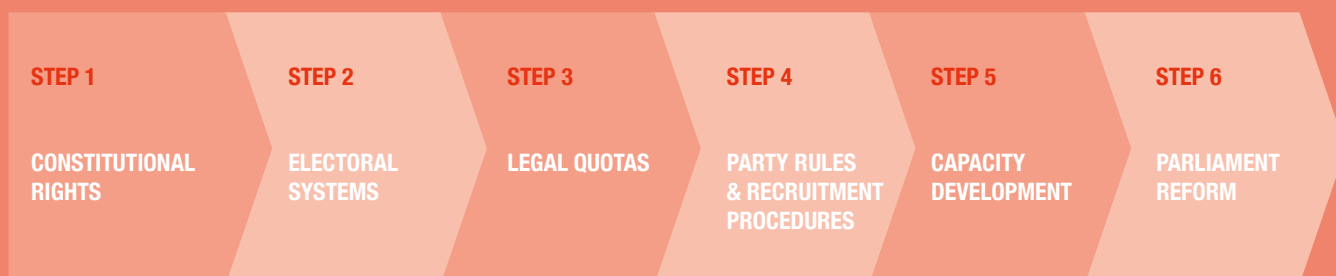 STEP 1
CONSTITUTIONAL
RIGHTS
STEP 2
ELECTORAL
SYSTEMS
STEP 3
LEGAL QUOTAS
STEP 4
PARTY RULES
& RECRUITMENT
PROCEDURES
STEP 5
CAPACITY
DEVELOPMENT
STEP 6
PARLIAMENT
REFORM